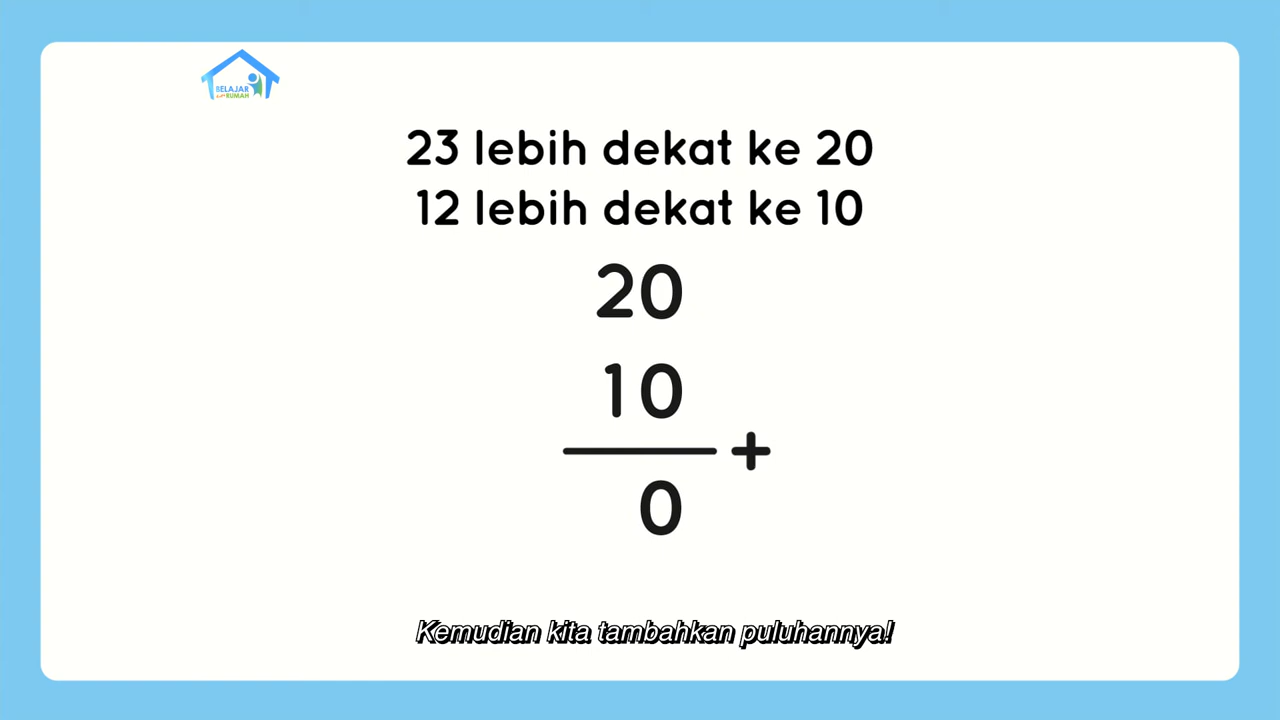 BELAJAR
RUMAH
23 lebih dekat ke 20
12 lebih dekat ke 10
20
10
+
0
Kemudian kita tambahkan puluhannya!